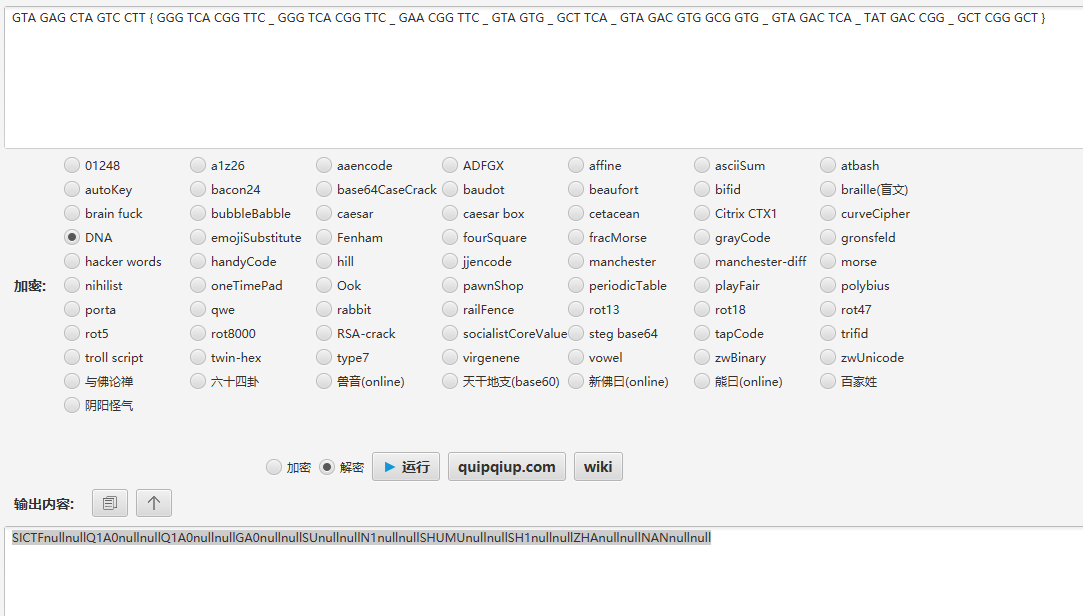 GTA GAG CTA GTC CTT { GGG TCA CGG TTC _ GGG TCA CGG TTC _ GAA CGG TTC _ GTA GTG _ GCT TCA _ GTA GAC GTG GCG GTG _ GTA GAC TCA _ TAT GAC CGG _ GCT CGG GCT }
01248 a1z26 aaencode ADFGX affine asciiSum atbash
autoKey bacon24 base64CaseCrack baudot beaufort bifid braille(盲文)
brain fuck bubbleBabble caesar caesar box cetacean Citrix CTX1 curveCipher
DNA emojiSubstitute Fenham fourSquare fracMorse grayCode gronsfeld
hacker words handyCode hill jjencode manchester manchester-diff morse
加密: nihilist oneTimePad Ook pawnShop periodicTable playFair polybius
porta qwe rabbit railFence rot13 rot18 rot47
rot5 rot8000 RSA-crack socialistCoreValue steg base64 tapCode trifid
troll script twin-hex type7 virgenene vowel zwBinary zwUnicode
与佛论禅 六十四卦 兽音(online) 天干地支(base60) 新佛曰(online) 熊曰(online) 百家姓
阴阳怪气
加密 解密 运行 quipqiup.com wiki
输出内容:
SICTFnullnullQ1A0nullnullQ1A0nullnullGA0nullnullSUnullnullN1nullnullSHUMUnullnullSH1nullnullZHAnullnullNANnullnull